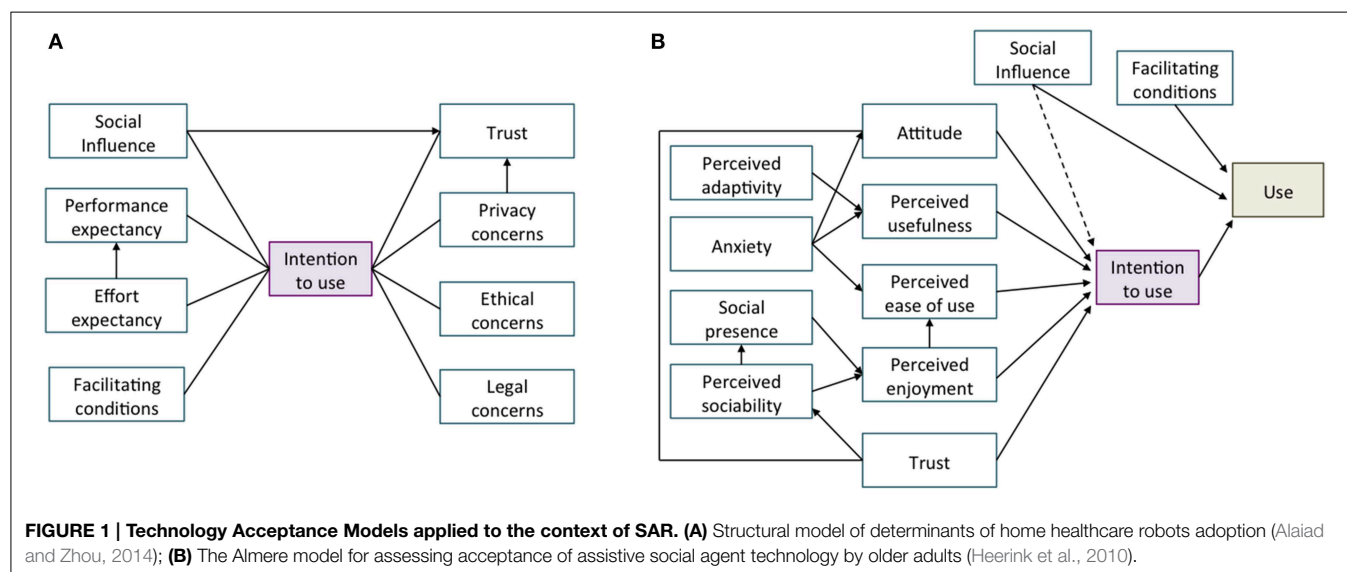 A
Social
Influence
Performance
expectancy
Effort
expectancy
Facilitating
conditions
Intention
to use
Trust
Privacy
concerns
Ethical
concerns
Legal
concerns
B
Social
Influence
Facilitating
conditions
Attitude
Perceived
adaptivity
Perceived
usefulness
Anxiety
Perceived
ease of use
Social
presence
Perceived
enjoyment
Perceived
sociability
Trust
Intention
to use
Use
FIGURE 1 | Technology Acceptance Models applied to the context of SAR. (A) Structural model of determinants of home healthcare robots adoption (Alaiad
and Zhou, 2014); (B) The Almere model for assessing acceptance of assistive social agent technology by older adults (Heerink et al., 2010).